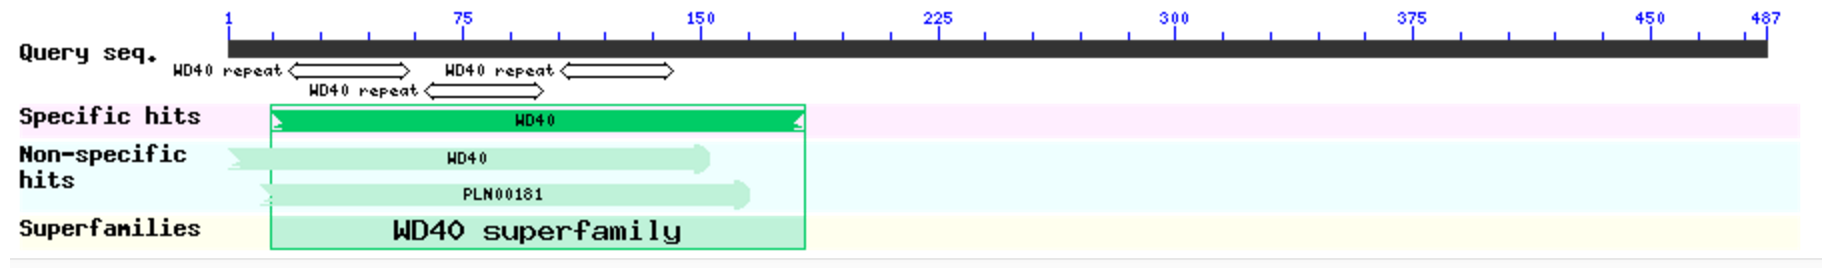 1 75 150 225 300 375 450 487
Query seq.
WD40 repeat WD40 repeat
WD40 repeat
Specific hits WD40
Non-specific
hits
WD40
PLN00181
Superfamilies WD40 superfamily